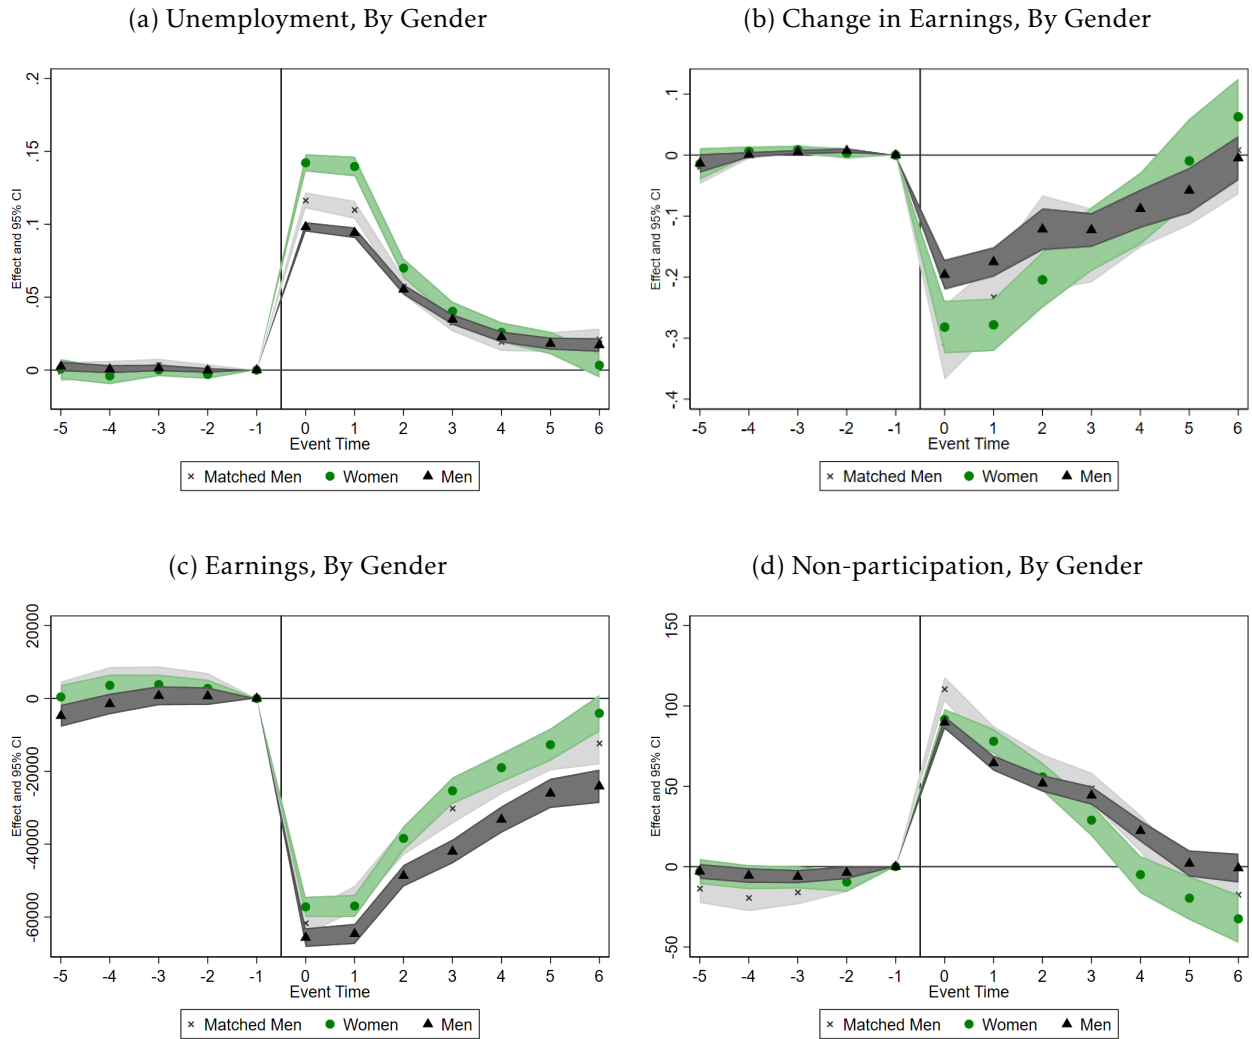 (a) Unemployment, By Gender
Effect and 95% CI
.2
.15
.1
.05
0
-5 -4 -3 -2 -1 0 1 2 3 4 5 6
Event Time
× Matched Men ● Women ▲ Men
(b) Change in Earnings, By Gender
Effect and 95% CI
.1
0
-.1
-.2
-.3
-.4
-5 -4 -3 -2 -1 0 1 2 3 4 5 6
Event Time
× Matched Men ● Women ▲ Men
(c) Earnings, By Gender
Effect and 95% CI
20000
0
-20000
-40000
-60000
-5 -4 -3 -2 -1 0 1 2 3 4 5 6
Event Time
× Matched Men ● Women ▲ Men
(d) Non-participation, By Gender
Effect and 95% CI
150
100
50
0
-50
-5 -4 -3 -2 -1 0 1 2 3 4 5 6
Event Time
× Matched Men ● Women ▲ Men